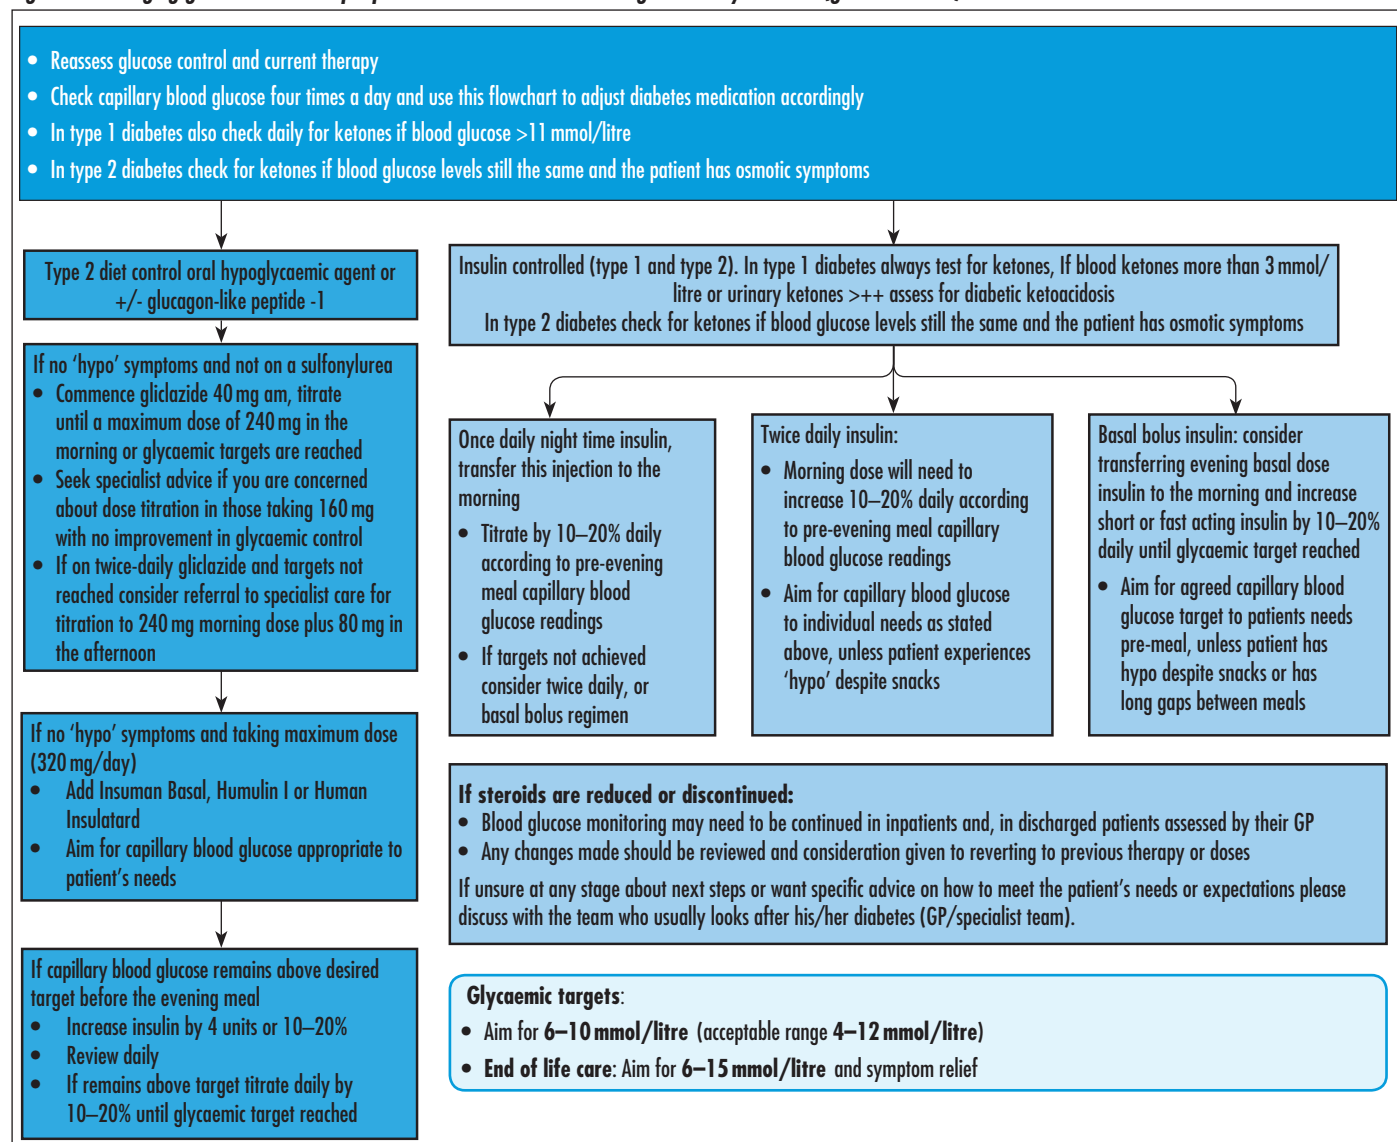 • Reassess glucose control and current therapy
• Check capillary blood glucose four times a day and use this flowchart to adjust diabetes medication accordingly
• In type 1 diabetes also check daily for ketones if blood glucose >11 mmol/litre
• In type 2 diabetes check for ketones if blood glucose levels still the same and the patient has osmotic symptoms
Type 2 diet control oral hypoglycaemic agent or
+/- glucagon-like peptide -1
If no ‘hypo’ symptoms and not on a sulfonylurea
• Commence gliclazide 40 mg am, titrate
until a maximum dose of 240 mg in the
morning or glycaemic targets are reached
• Seek specialist advice if you are concerned
about dose titration in those taking 160 mg
with no improvement in glycaemic control
• If on twice-daily gliclazide and targets not
reached consider referral to specialist care for
titration to 240 mg morning dose plus 80 mg in
the afternoon
If no ‘hypo’ symptoms and taking maximum dose
(320 mg/day)
• Add Insuman Basal, Humulin I or Human
Insulatard
• Aim for capillary blood glucose appropriate to
patient’s needs
If capillary blood glucose remains above desired
target before the evening meal
• Increase insulin by 4 units or 10–20%
• Review daily
• If remains above target titrate daily by
10–20% until glycaemic target reached
Insulin controlled (type 1 and type 2). In type 1 diabetes always test for ketones, If blood ketones more than 3 mmol/
litre or urinary ketones >++ assess for diabetic ketoacidosis
In type 2 diabetes check for ketones if blood glucose levels still the same and the patient has osmotic symptoms
Once daily night time insulin,
transfer this injection to the
morning
• Titrate by 10–20% daily
according to pre-evening
meal capillary blood
glucose readings
• If targets not achieved
consider twice daily, or
basal bolus regimen
Twice daily insulin:
• Morning dose will need to
increase 10–20% daily according
to pre-evening meal capillary
blood glucose readings
• Aim for capillary blood glucose
to individual needs as stated
above, unless patient experiences
‘hypo’ despite snacks
Basal bolus insulin: consider
transferring evening basal dose
insulin to the morning and increase
short or fast acting insulin by 10–20%
daily until glycaemic target reached
• Aim for agreed capillary blood
glucose target to patients needs
pre-meal, unless patient has
hypo despite snacks or has
long gaps between meals
If steroids are reduced or discontinued:
• Blood glucose monitoring may need to be continued in inpatients and, in discharged patients assessed by their GP
• Any changes made should be reviewed and consideration given to reverting to previous therapy or doses
If unsure at any stage about next steps or want specific advice on how to meet the patient’s needs or expectations please
discuss with the team who usually looks after his/her diabetes (GP/specialist team).
Glycaemic targets:
• Aim for 6–10 mmol/litre (acceptable range 4–12 mmol/litre)
• End of life care: Aim for 6–15 mmol/litre and symptom relief